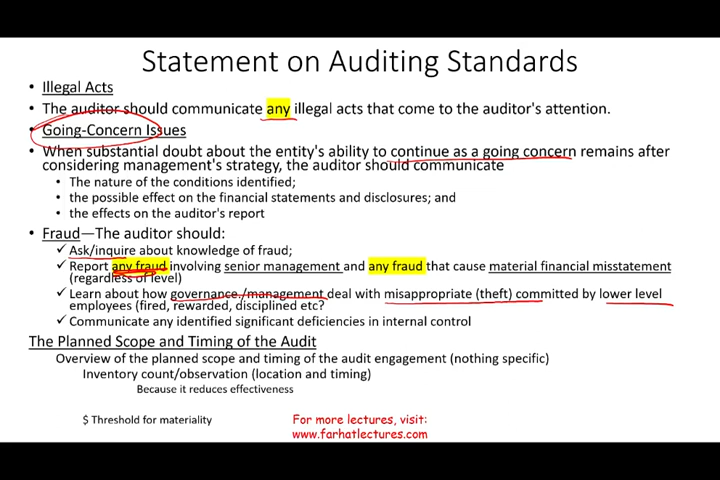 Statement on Auditing Standards
• Illegal Acts
• The auditor should communicate any illegal acts that come to the auditor's attention.
• Going-Concern Issues
• When substantial doubt about the entity's ability to continue as a going concern remains after
considering management's strategy, the auditor should communicate
• The nature of the conditions identified;
• the possible effect on the financial statements and disclosures; and
• the effects on the auditor's report
• Fraud—The auditor should:
✓ Ask/inquire about knowledge of fraud;
✓ Report any fraud involving senior management and any fraud that cause material financial misstatement
(regardless of level)
✓ Learn about how governance./management deal with misappropriate (theft) committed by lower level
employees (fired, rewarded, disciplined etc?
✓ Communicate any identified significant deficiencies in internal control
The Planned Scope and Timing of the Audit
Overview of the planned scope and timing of the audit engagement (nothing specific)
Inventory count/observation (location and timing)
Because it reduces effectiveness
$ Threshold for materiality
For more lectures, visit:
www.farhatlectures.com